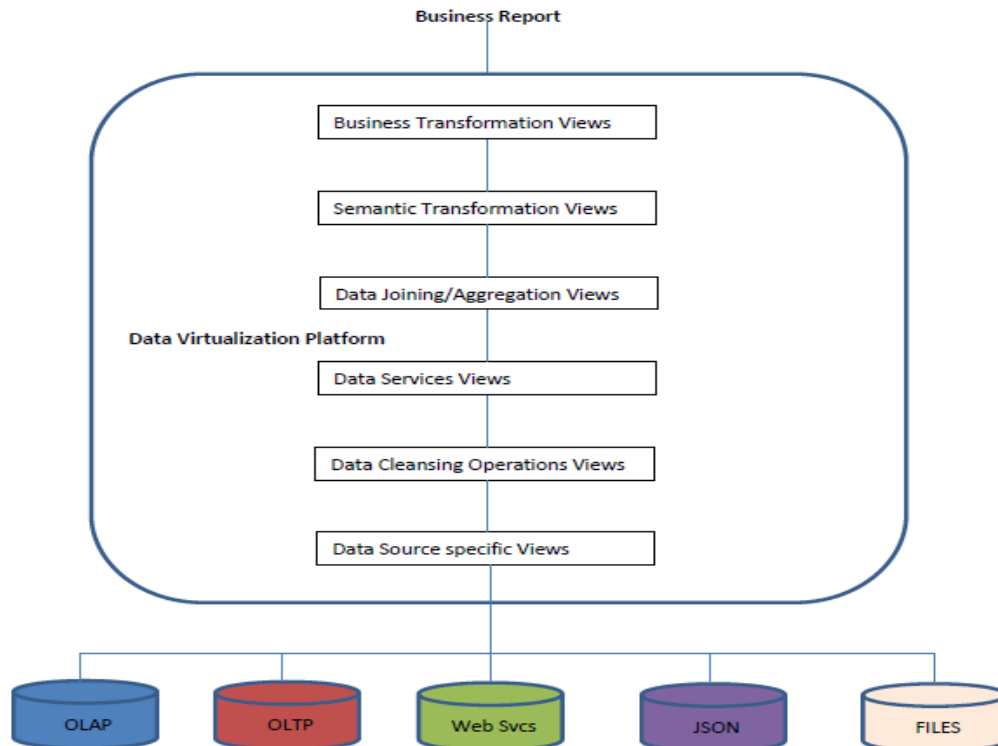 Business Report
Business Transformation Views
Semantic Transformation Views
Data Joining/Aggregation Views
Data Virtualization Platform
Data Services Views
Data Cleansing Operations Views
Data Source specific Views
OLAP
OLTP
Web Svcs
JSON
FILES